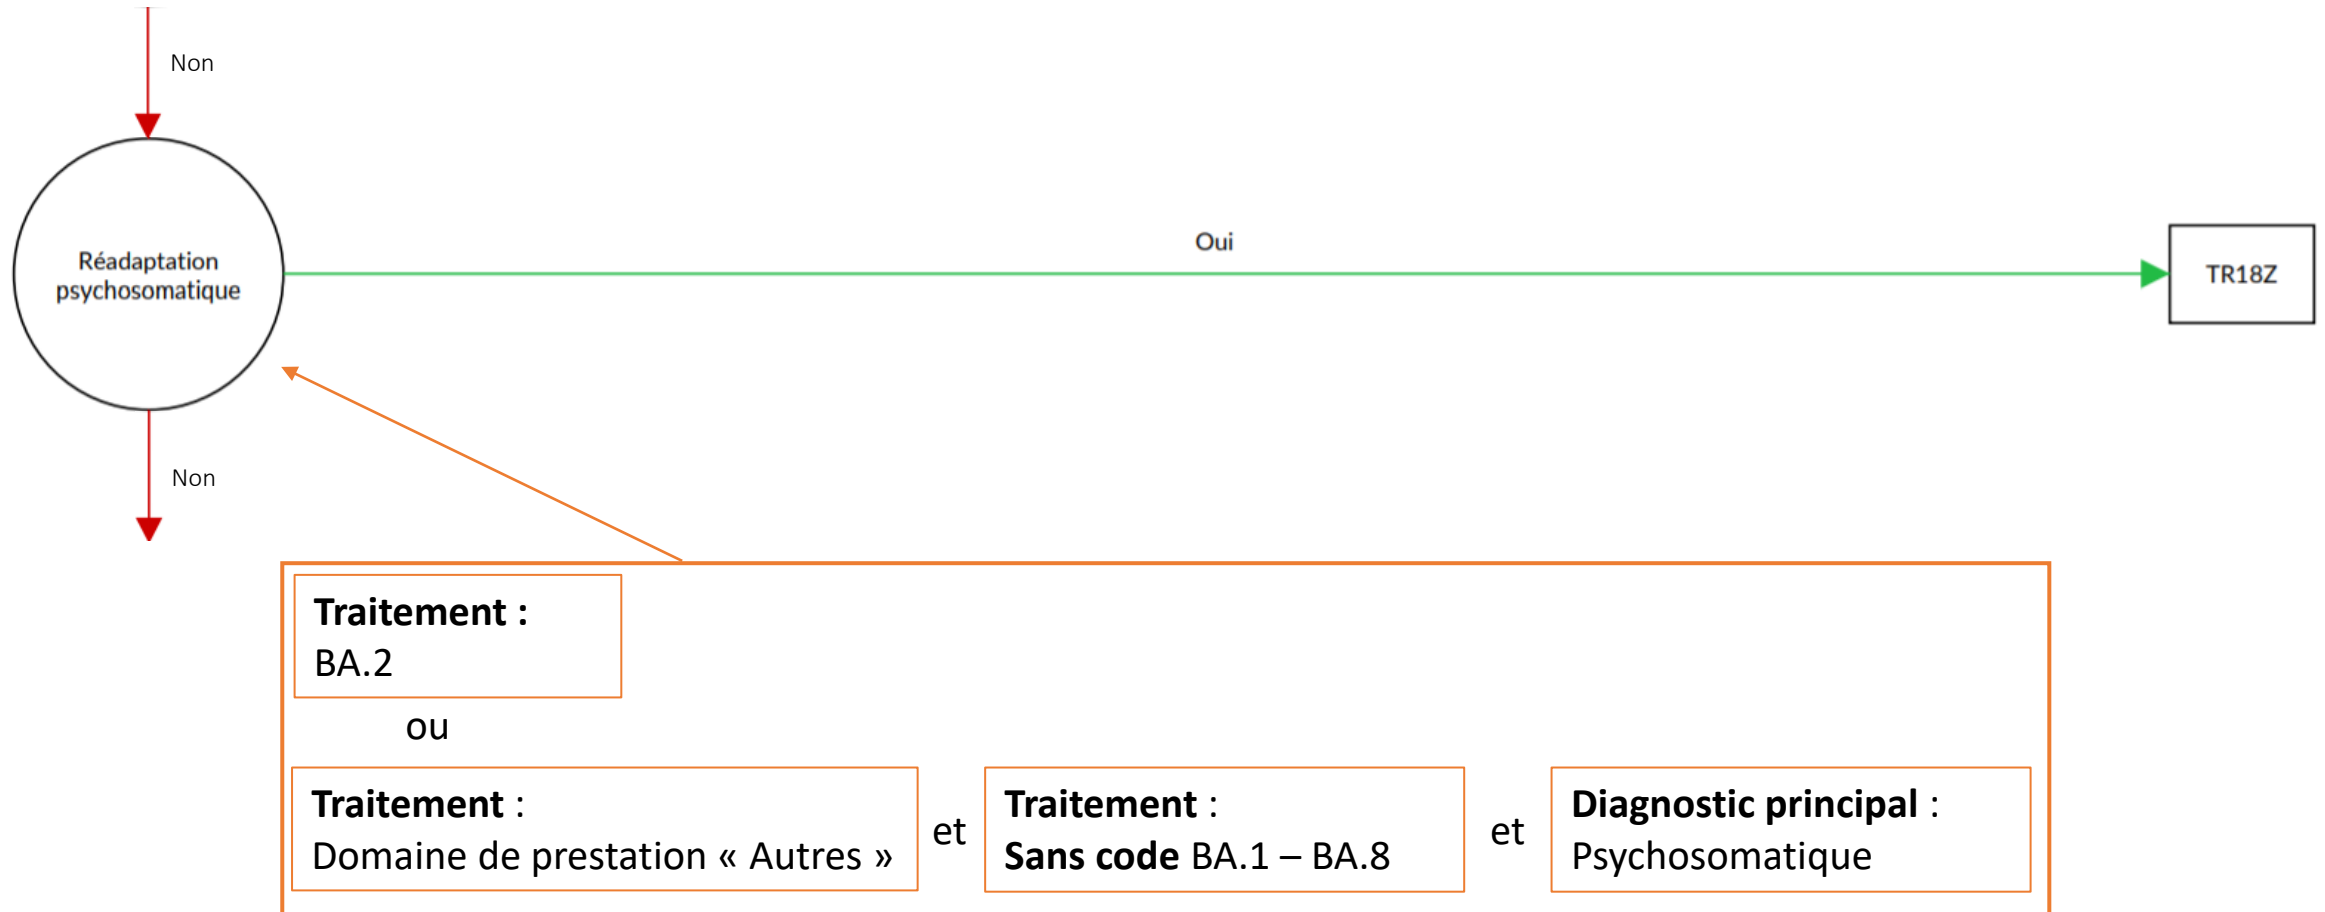 Non
Réadaptation
psychosomatique
Oui
TR18Z
Non
Traitement :
BA.2
ou
Traitement :
Domaine de prestation « Autres »
et
Traitement :
Sans code BA.1 – BA.8
et
Diagnostic principal :
Psychosomatique